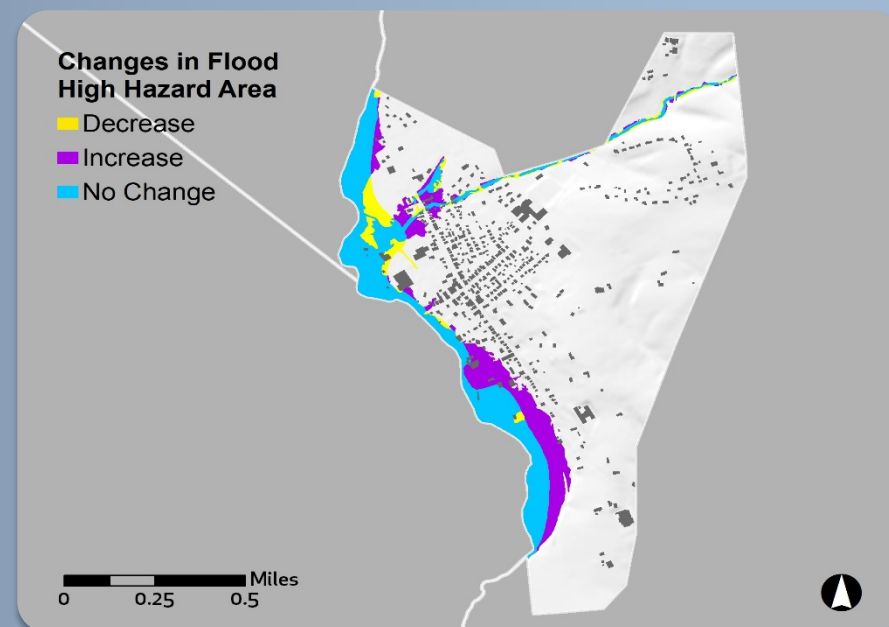 Changes in Flood
High Hazard Area
Decrease
Increase
No Change
Miles
0 0.25 0.5